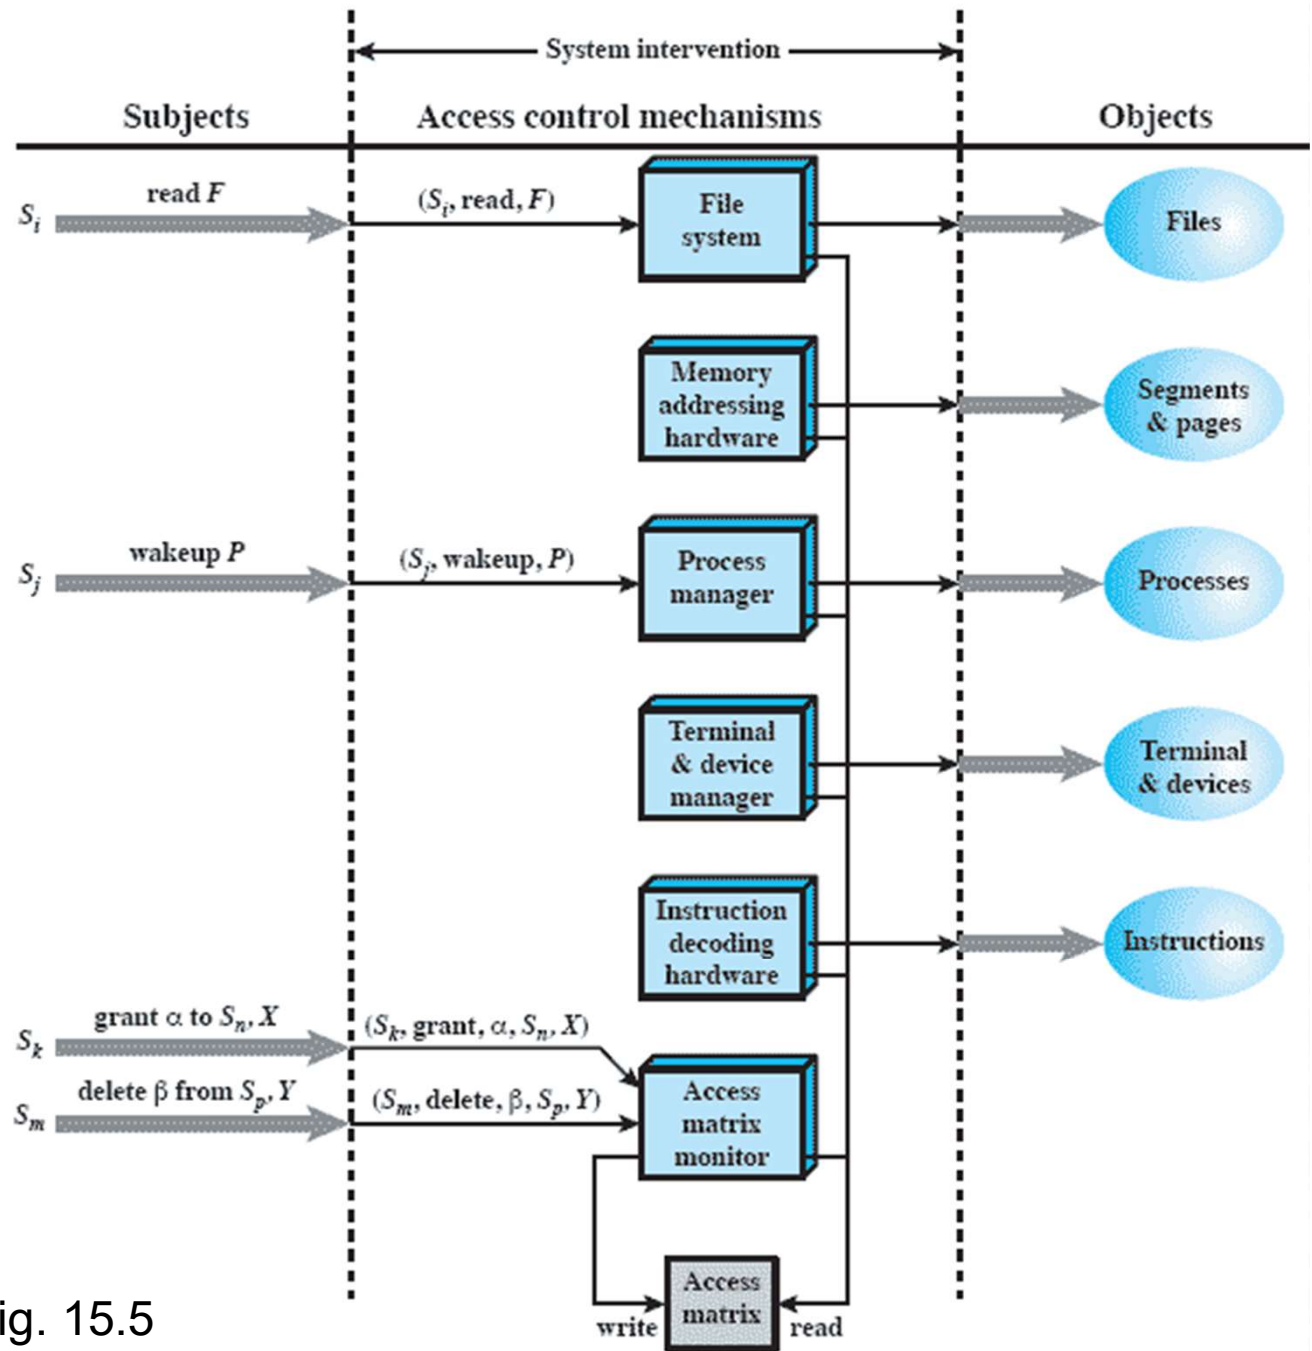 System intervention
Subjects
Access control mechanisms
Objects
read F
Sᵢ
(Sᵢ, read, F)
File
system
Files
Memory
addressing
hardware
Segments
& pages
wakeup P
Sⱼ
(Sⱼ, wakeup, P)
Process
manager
Processes
Terminal
& device
manager
Terminal
& devices
Instruction
decoding
hardware
Instructions
grant α to Sₙ, X
Sₖ
(Sₖ, grant, α, Sₙ, X)
delete β from Sₚ, Y
Sₘ
(Sₘ, delete, β, Sₚ, Y)
Access
matrix
monitor
Access
matrix
write
read
ig. 15.5